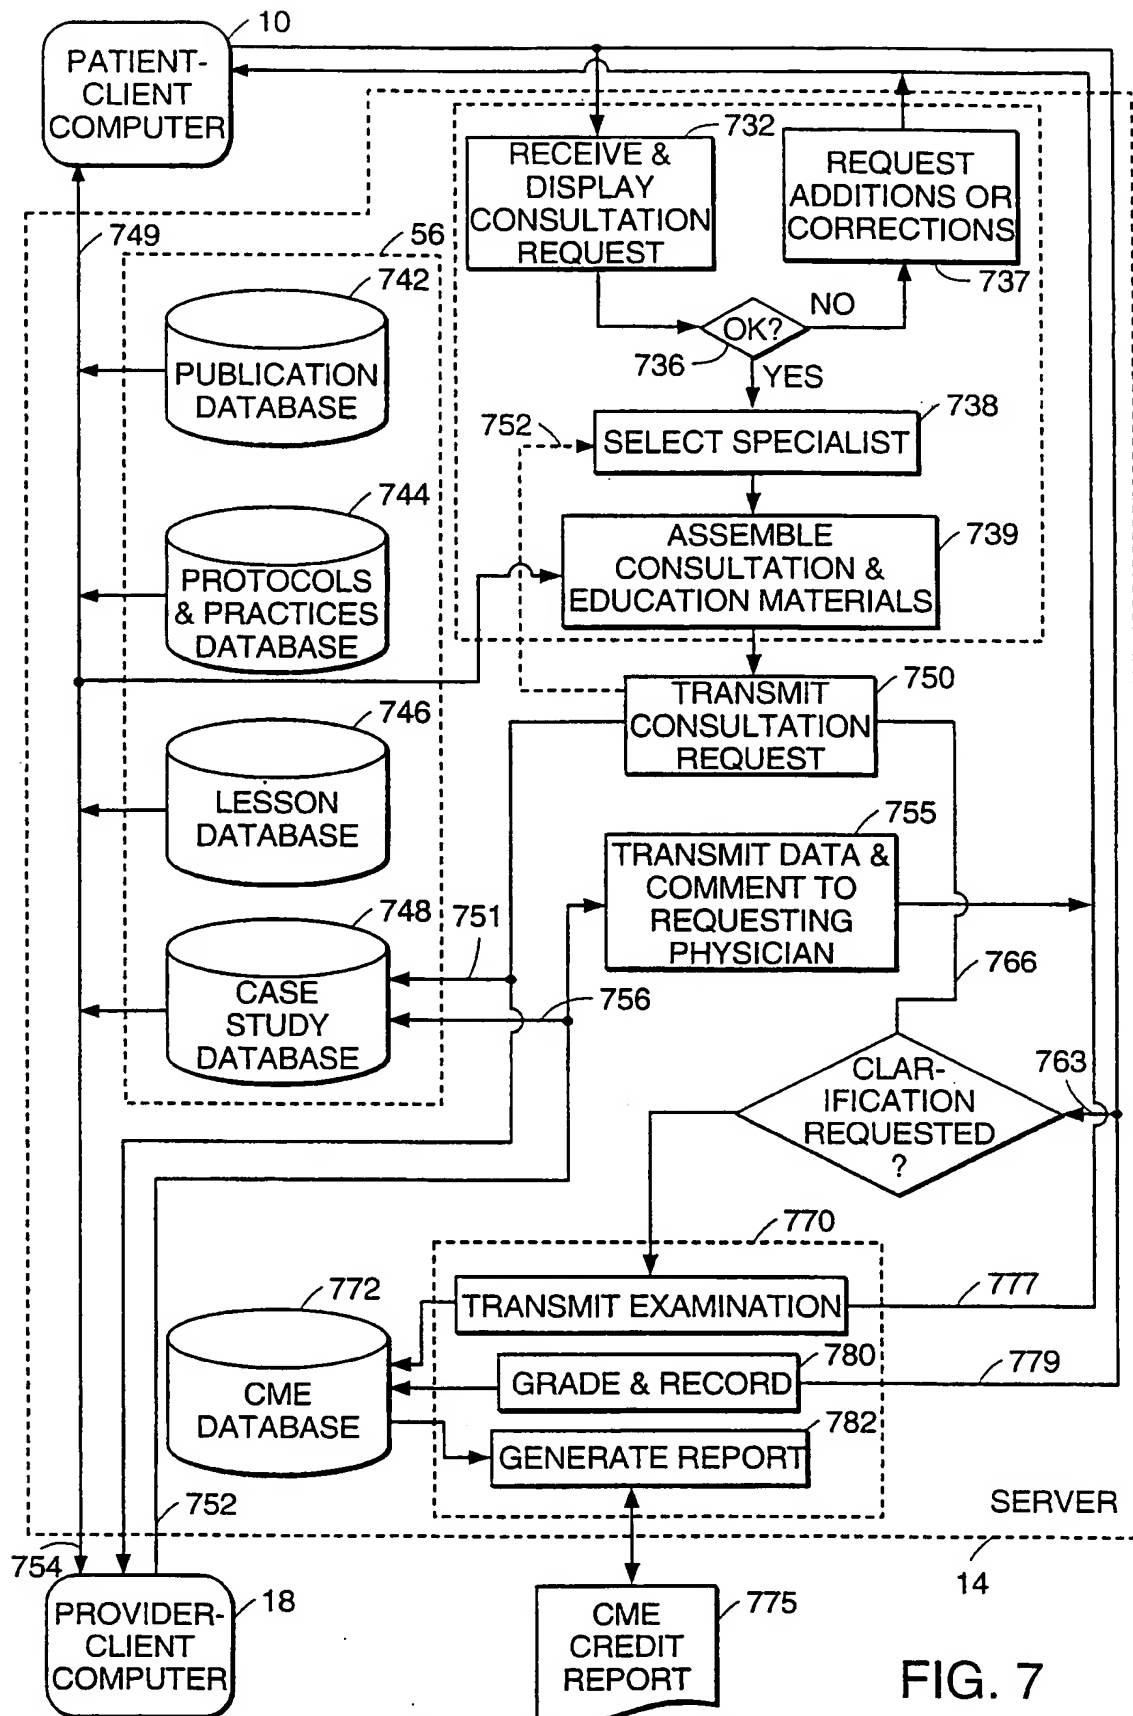 10
PATIENT-
CLIENT
COMPUTER
732
RECEIVE &
DISPLAY
CONSULTATION
REQUEST
REQUEST
ADDITIONS OR
CORRECTIONS
737
749
56
742
PUBLICATION
DATABASE
NO
OK?
736
YES
752
738
SELECT SPECIALIST
744
PROTOCOLS
& PRACTICES
DATABASE
ASSEMBLE
CONSULTATION &
EDUCATION MATERIALS
739
746
LESSON
DATABASE
TRANSMIT
CONSULTATION
REQUEST
750
755
TRANSMIT DATA &
COMMENT TO
REQUESTING
PHYSICIAN
748
CASE
STUDY
DATABASE
751
756
766
763
CLAR-
IFICATION
REQUESTED
?
770
772
CME
DATABASE
TRANSMIT EXAMINATION
777
780
GRADE & RECORD
779
782
GENERATE REPORT
752
SERVER
754
14
PROVIDER-
CLIENT
COMPUTER
18
CME
CREDIT
REPORT
775
FIG. 7